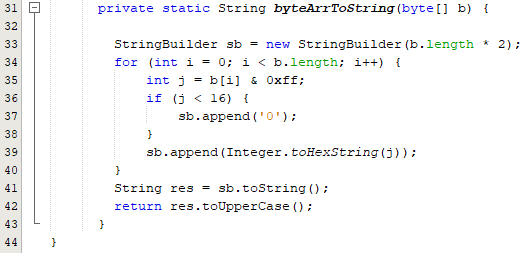 31 private static String byteArrToString(byte[] b) {
32
33 StringBuilder sb = new StringBuilder(b.length * 2);
34 for (int i = 0; i < b.length; i++) {
35 int j = b[i] & 0xff;
36 if (j < 16) {
37 sb.append('0');
38 }
39 sb.append(Integer.toHexString(j));
40 }
41 String res = sb.toString();
42 return res.toUpperCase();
43 }
44 }